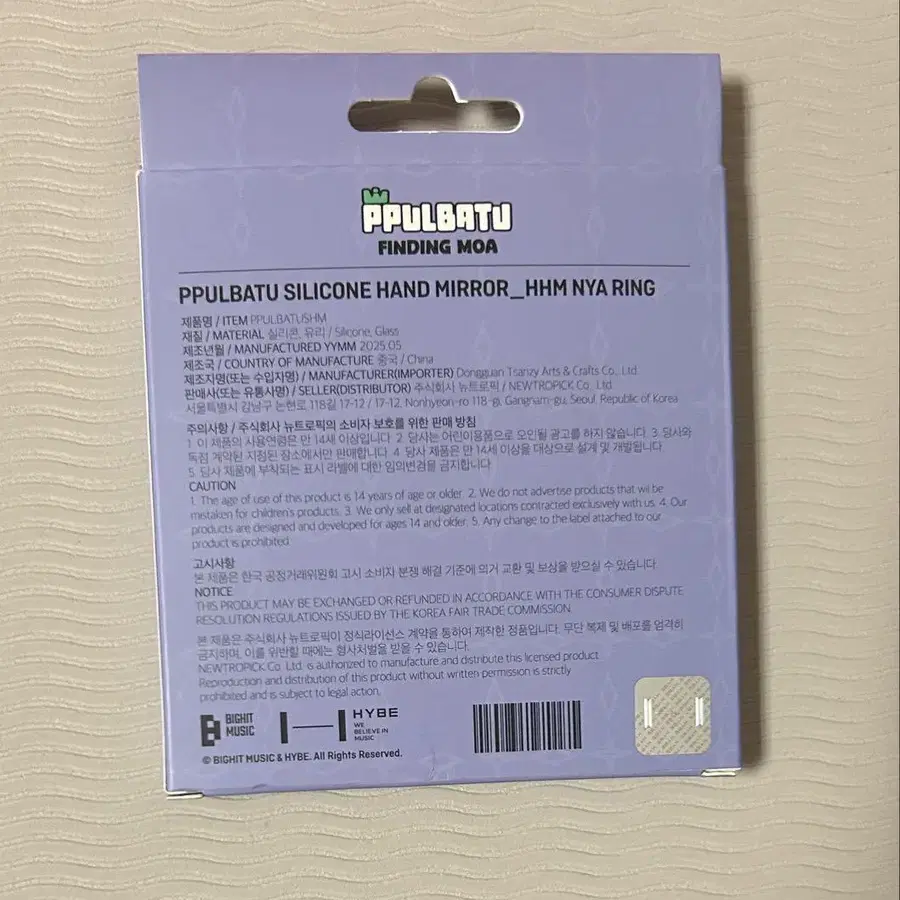 PPULBATU
FINDING MOA
PPULBATU SILICONE HAND MIRROR_HHM NYA RING
제품명 / ITEM PPULBATUSHM
재질 / MATERIAL 실리콘, 유리 / Silicone, Glass
제조년월 / MANUFACTURED YYMM 2025.05
제조국 / COUNTRY OF MANUFACTURE 중국 / China
제조자명(또는 수입자명) / MANUFACTURER(IMPORTER) Dongguan Tsanzy Arts & Crafts Co., Ltd.
판매사(또는 유통사명) / SELLER(DISTRIBUTOR) 주식회사 뉴트로픽 / NEWTROPICK Co., Ltd.
서울특별시 강남구 논현로 118길 17-12 / 17-12, Nonhyeon-ro 118-gi, Gangnam-gu, Seoul, Republic of Korea
주의사항 / 주식회사 뉴트로픽의 소비자 보호를 위한 판매 방침
1. 이 제품의 사용연령은 만 14세 이상입니다. 2. 당사는 어린이용품으로 오인될 광고를 하지 않습니다. 3. 당사와
독점 계약된 지정된 장소에서만 판매합니다. 4. 당사 제품은 만 14세 이상을 대상으로 설계 및 개발됩니다.
5. 당사 제품에 부착되는 표시 라벨에 대한 임의변경을 금지합니다.
CAUTION
1. The age of use of this product is 14 years of age or older. 2. We do not advertise products that will be
mistaken for children's products. 3. We only sell at designated locations contracted exclusively with us. 4. Our
products are designed and developed for ages 14 and older. 5. Any change to the label attached to our
product is prohibited.
고시사항
본 제품은 한국 공정거래위원회 고시 소비자 분쟁 해결 기준에 의거 교환 및 보상을 받으실 수 있습니다.
NOTICE
THIS PRODUCT MAY BE EXCHANGED OR REFUNDED IN ACCORDANCE WITH THE CONSUMER DISPUTE
RESOLUTION REGULATIONS ISSUED BY THE KOREA FAIR TRADE COMMISSION.
본 제품은 주식회사 뉴트로픽이 정식라이선스 계약을 통하여 제작한 정품입니다. 무단 복제 및 배포를 엄격히
금지하며, 이를 위반할 때에는 형사처벌을 받을 수 있습니다.
NEWTROPICK Co. Ltd. is authorized to manufacture and distribute this licensed product.
Reproduction and distribution of this product without written permission is strictly
prohibited and is subject to legal action.
BIGHIT
MUSIC
HYBE
WE
BELIEVE IN
MUSIC
© BIGHIT MUSIC & HYBE. All Rights Reserved.